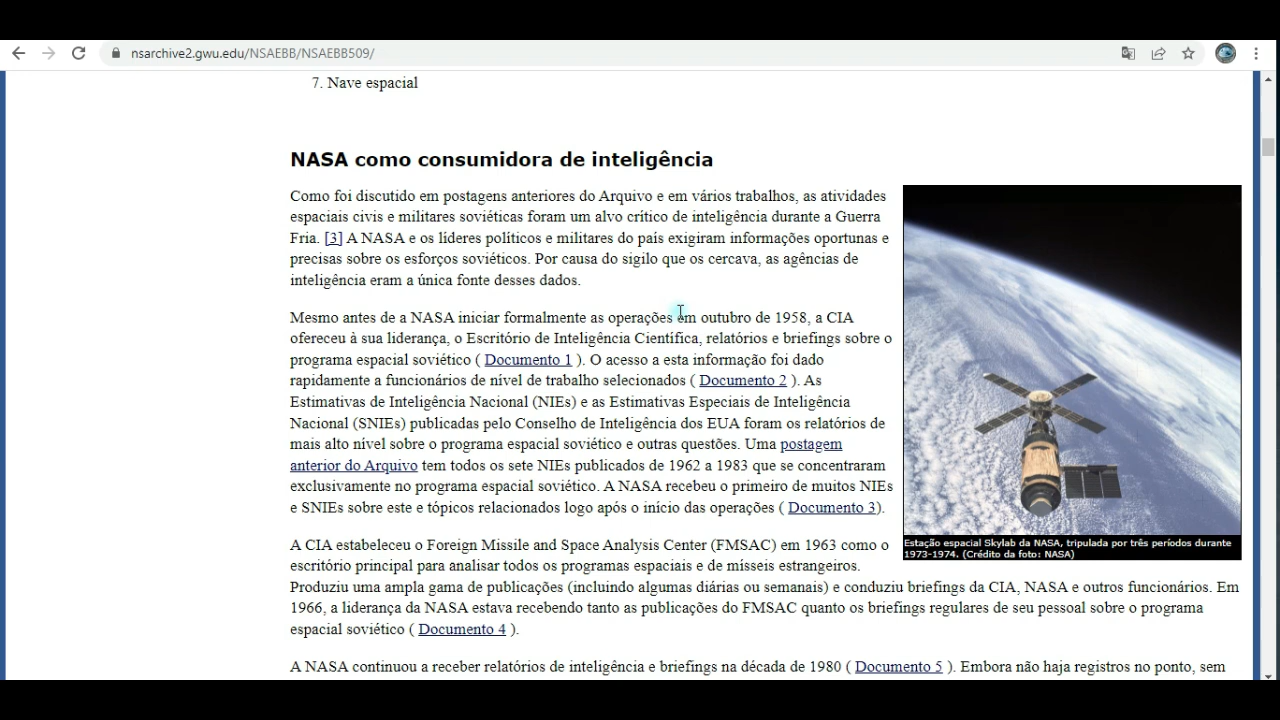 nsarchive2.gwu.edu/NSAEBB/NSAEBB509/
7. Nave espacial
NASA como consumidora de inteligência
Como foi discutido em postagens anteriores do Arquivo e em vários trabalhos, as atividades
espaciais civis e militares soviéticas foram um alvo crítico de inteligência durante a Guerra
Fria. [3] A NASA e os líderes políticos e militares do país exigiram informações oportunas e
precisas sobre os esforços soviéticos. Por causa do sigilo que os cercava, as agências de
inteligência eram a única fonte desses dados.
Mesmo antes de a NASA iniciar formalmente as operações em outubro de 1958, a CIA
ofereceu à sua liderança, o Escritório de Inteligência Científica, relatórios e briefings sobre o
programa espacial soviético ( Documento 1 ). O acesso a esta informação foi dado
rapidamente a funcionários de nível de trabalho selecionados ( Documento 2 ). As
Estimativas de Inteligência Nacional (NIEs) e as Estimativas Especiais de Inteligência
Nacional (SNIEs) publicadas pelo Conselho de Inteligência dos EUA foram os relatórios de
mais alto nível sobre o programa espacial soviético e outras questões. Uma postagem
anterior do Arquivo tem todos os sete NIEs publicados de 1962 a 1983 que se concentraram
exclusivamente no programa espacial soviético. A NASA recebeu o primeiro de muitos NIEs
e SNIEs sobre este e tópicos relacionados logo após o início das operações ( Documento 3).
Estação espacial Skylab da NASA, tripulada por três períodos durante
1973-1974. (Crédito da foto: NASA)
A CIA estabeleceu o Foreign Missile and Space Analysis Center (FMSAC) em 1963 como o
escritório principal para analisar todos os programas espaciais e de mísseis estrangeiros.
Produziu uma ampla gama de publicações (incluindo algumas diárias ou semanais) e conduziu briefings da CIA, NASA e outros funcionários. Em
1966, a liderança da NASA estava recebendo tanto as publicações do FMSAC quanto os briefings regulares de seu pessoal sobre o programa
espacial soviético ( Documento 4 ).
A NASA continuou a receber relatórios de inteligência e briefings na década de 1980 ( Documento 5 ). Embora não haja registros no ponto, sem